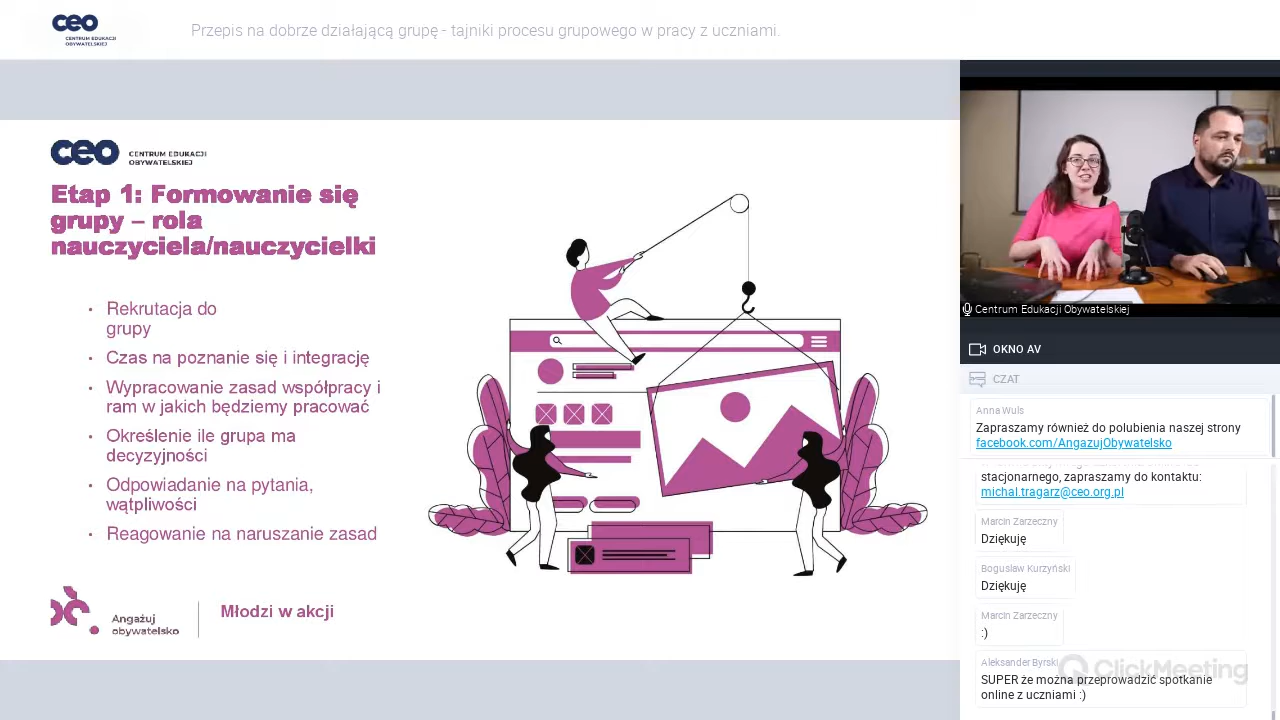 ceo
CENTRUM EDUKACJI
OBYWATELSKIEJ
Przepis na dobrze działającą grupę - tajniki procesu grupowego w pracy z uczniami.
ceo
CENTRUM EDUKACJI
OBYWATELSKIEJ
Etap 1: Formowanie się
grupy – rola
nauczyciela/nauczycielki
• Rekrutacja do
grupy
• Czas na poznanie się i integrację
• Wypracowanie zasad współpracy i
ram w jakich będziemy pracować
• Określenie ile grupa ma
decyzyjności
• Odpowiadanie na pytania,
wątpliwości
• Reagowanie na naruszanie zasad
Angażuj
obywatelsko
Młodzi w akcji
Centrum Edukacji Obywatelskiej
OKNO AV
CZAT
Anna Wuls
Zapraszamy również do polubienia naszej strony
facebook.com/AngazujObywatelsko
stacjonarnego, zapraszamy do kontaktu:
michal.tragarz@ceo.org.pl
Marcin Zarzeczny
Dziękuję
Bogusław Kurzyński
Dziękuję
Marcin Zarzeczny
:)
Aleksander Byrski
SUPER że można przeprowadzić spotkanie
online z uczniami :)
ClickMeeting